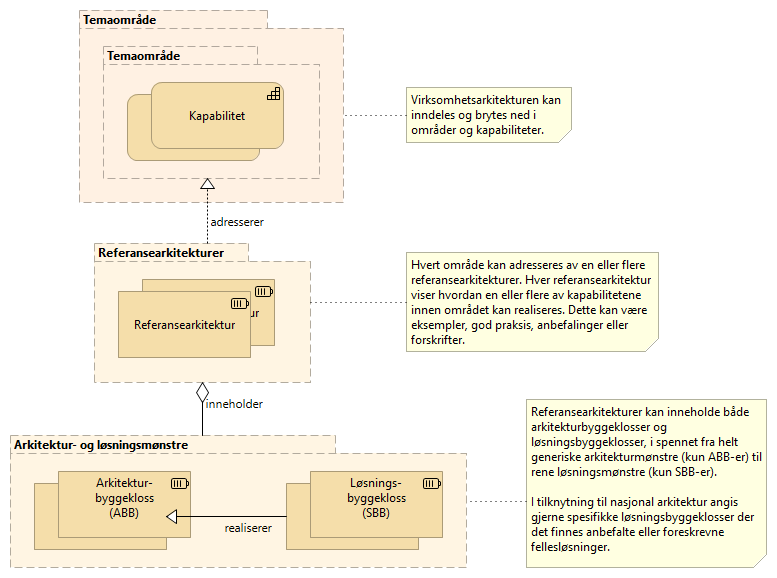 Temaområde
Temaområde
Kapabilitet
Virksomhetsarkitekturen kan
inndeles og brytes ned i
områder og kapabiliteter.
adresserer
Referansearkitekturer
ur
Referansearkitektur
Hvert område kan adresseres av en eller flere
referansearkitekturer. Hver referansearkitektur
viser hvordan en eller flere av kapabilitetene
innen området kan realiseres. Dette kan være
eksempler, god praksis, anbefalinger eller
forskrifter.
inneholder
Arkitektur- og løsningsmønstre
Arkitektur-
byggekloss
(ABB)
realiserer
Løsnings-
byggekloss
(SBB)
Referansearkitekturer kan inneholde både
arkitekturbyggeklosser og
løsningsbyggeklosser, i spennet fra helt
generiske arkitekturmønstre (kun ABB-er) til
rene løsningsmønstre (kun SBB-er).
I tilknytning til nasjonal arkitektur angis
gjerne spesifikke løsningsbyggeklosser der
det finnes anbefalte eller foreskrevne
fellesløsninger.